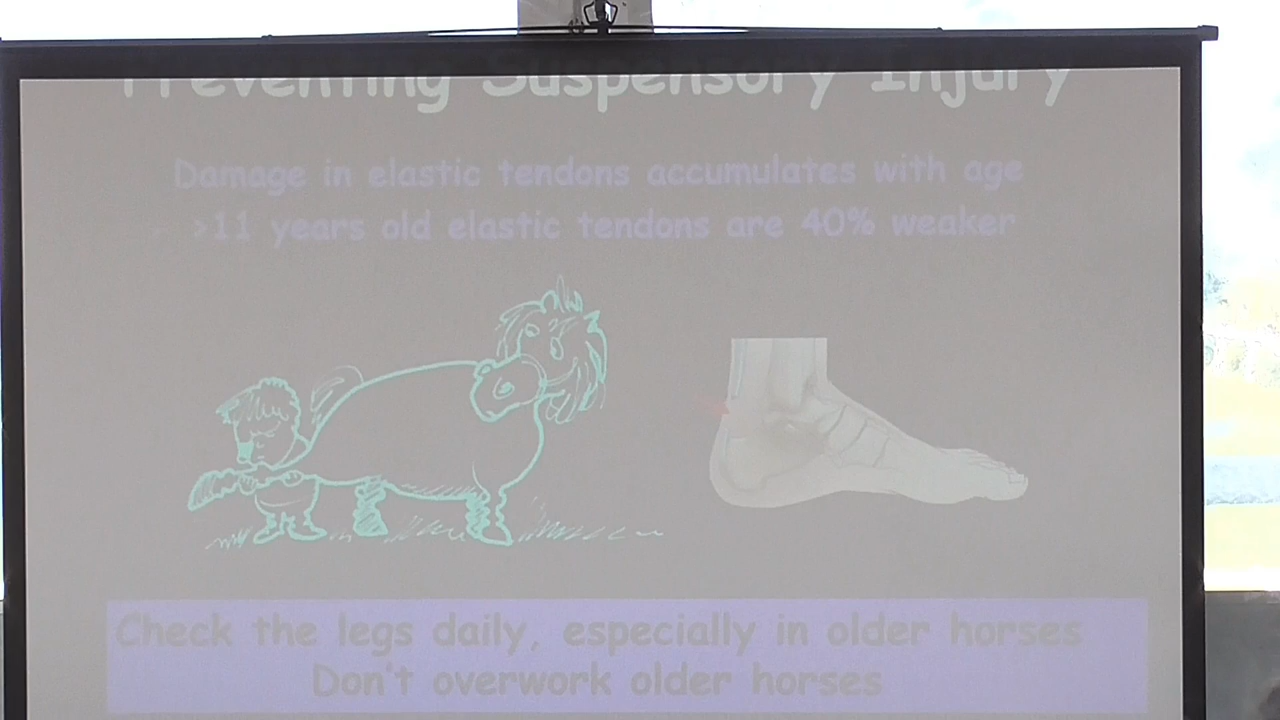 Preventing Suspensory Injury
Damage in elastic tendons accumulates with age
>11 years old elastic tendons are 40% weaker
Check the legs daily, especially in older horses
Don't overwork older horses